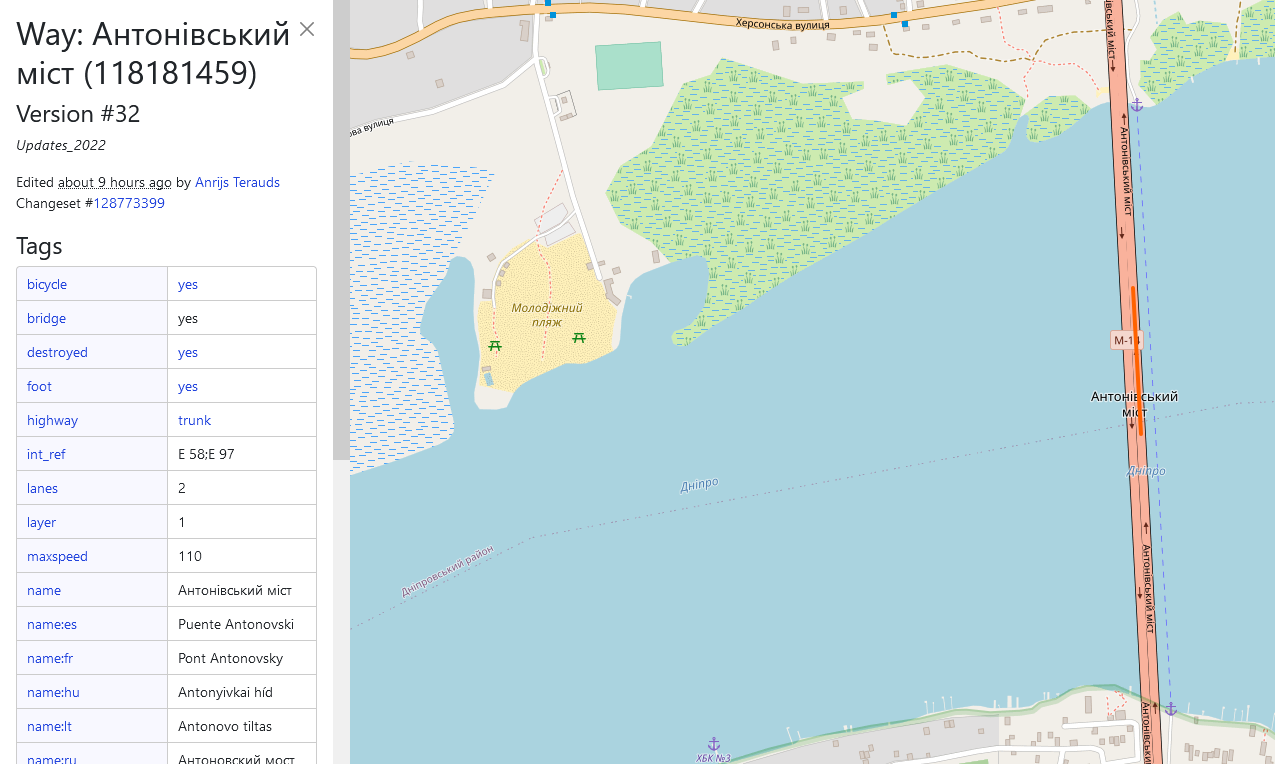 Way: Антонівський
міст (118181459)
Version #32
Updates_2022
Edited about 9 hours ago by Anrijs Terauds
Changeset #128773399
Tags
bicycle yes
bridge yes
destroyed yes
foot yes
highway trunk
int_ref E 58;E 97
lanes 2
layer 1
maxspeed 110
name Антонівський міст
name:es Puente Antonovski
name:fr Pont Antonovsky
name:hu Antonyivkai híd
name:lt Antonovo tiltas
name:ru Антоновский мост
Херсонська вулиця
ова вулиця
Молодіжний
пляж
Антонівський міст
М-14
Антонівський
міст
Дніпро
Дніпро
Дніпровський район
Антонівський міст
ХБК №3